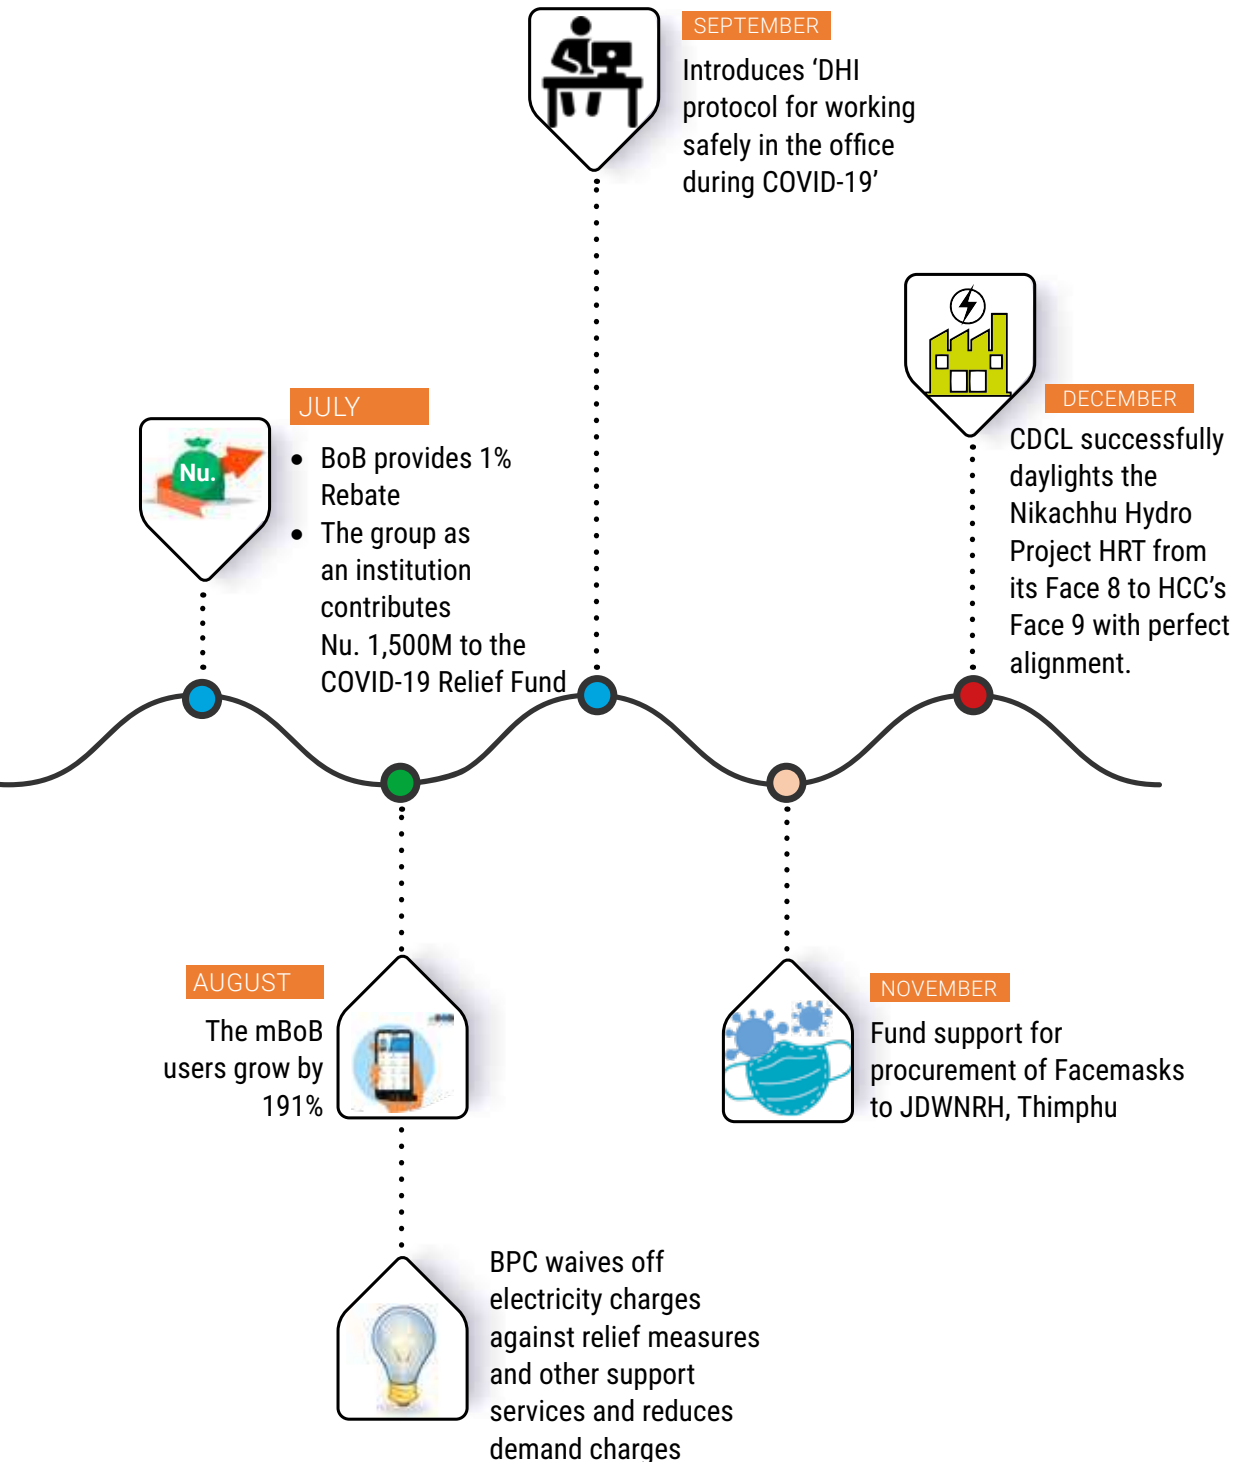 SEPTEMBER
Introduces ‘DHI
protocol for working
safely in the office
during COVID-19’
DECEMBER
CDCL successfully
daylights the
Nikachhu Hydro
Project HRT from
its Face 8 to HCC’s
Face 9 with perfect
alignment.
JULY
Nu.
• BoB provides 1%
Rebate
• The group as
an institution
contributes
Nu. 1,500M to the
COVID-19 Relief Fund
AUGUST
The mBoB
users grow by
191%
NOVEMBER
Fund support for
procurement of Facemasks
to JDWNRH, Thimphu
BPC waives off
electricity charges
against relief measures
and other support
services and reduces
demand charges